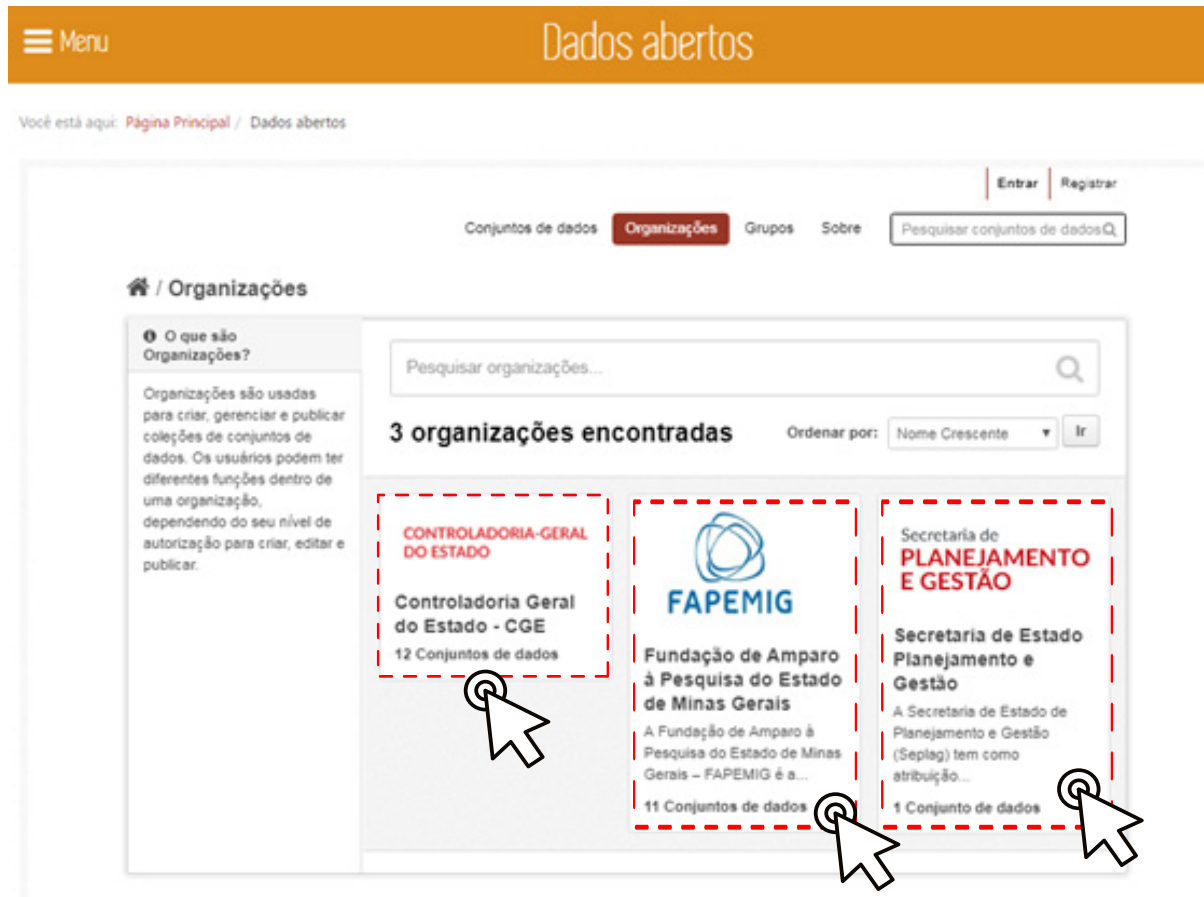 Menu
Dados abertos
Você está aqui: Página Principal / Dados abertos
Entrar
Registrar
Conjuntos de dados
Organizações
Grupos
Sobre
Pesquisar conjuntos de dados
/ Organizações
O que são
Organizações?
Organizações são usadas
para criar, gerenciar e publicar
coleções de conjuntos de
dados. Os usuários podem ter
diferentes funções dentro de
uma organização,
dependendo do seu nível de
autorização para criar, editar e
publicar.
Pesquisar organizações...
3 organizações encontradas
Ordenar por:
Nome Crescente
Ir
CONTROLADORIA-GERAL
DO ESTADO
Controladoria Geral
do Estado - CGE
12 Conjuntos de dados
FAPEMIG
Fundação de Amparo
à Pesquisa do Estado
de Minas Gerais
A Fundação de Amparo à
Pesquisa do Estado de Minas
Gerais – FAPEMIG é a...
11 Conjuntos de dados
Secretaria de
PLANEJAMENTO
E GESTÃO
Secretaria de Estado
Planejamento e
Gestão
A Secretaria de Estado de
Planejamento e Gestão
(Seplag) tem como
atribuição...
1 Conjunto de dados